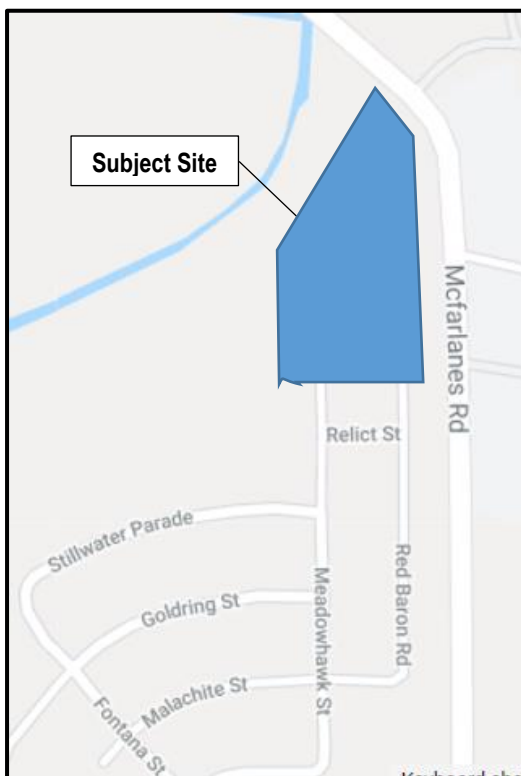 Subject Site
Mcfarlanes Rd
Relict St
Stillwater Parade
Goldring St
Meadowhawk St
Red Baron Rd
Malachite St
Fontana St